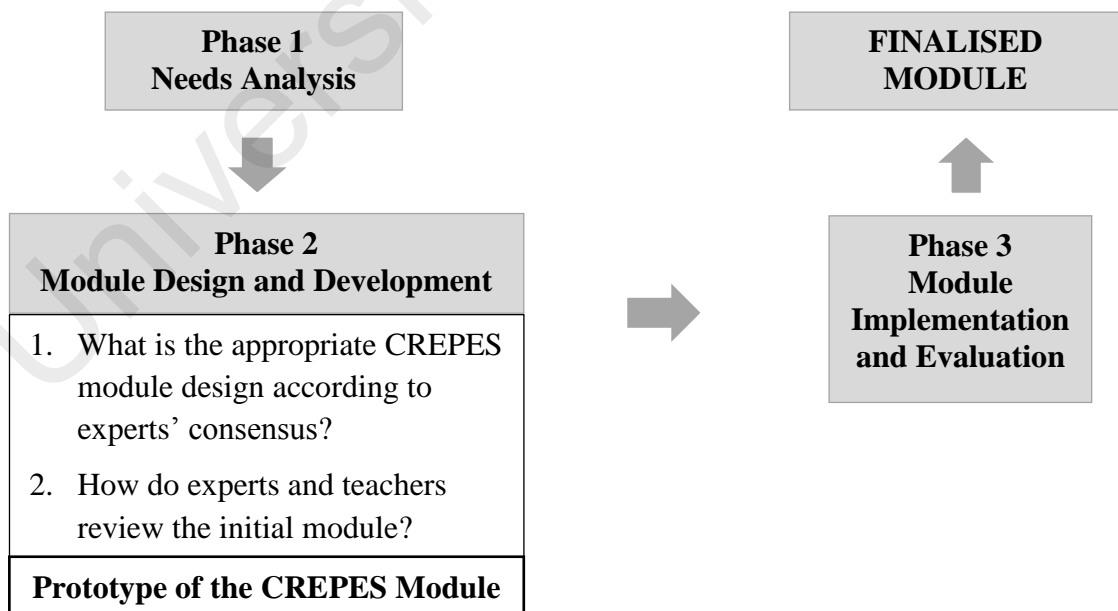 Phase 1
Needs Analysis
Phase 2
Module Design and Development
1. What is the appropriate CREPES
module design according to
experts’ consensus?
2. How do experts and teachers
review the initial module?
Prototype of the CREPES Module
Phase 3
Module
Implementation
and Evaluation
FINALISED
MODULE
Universi